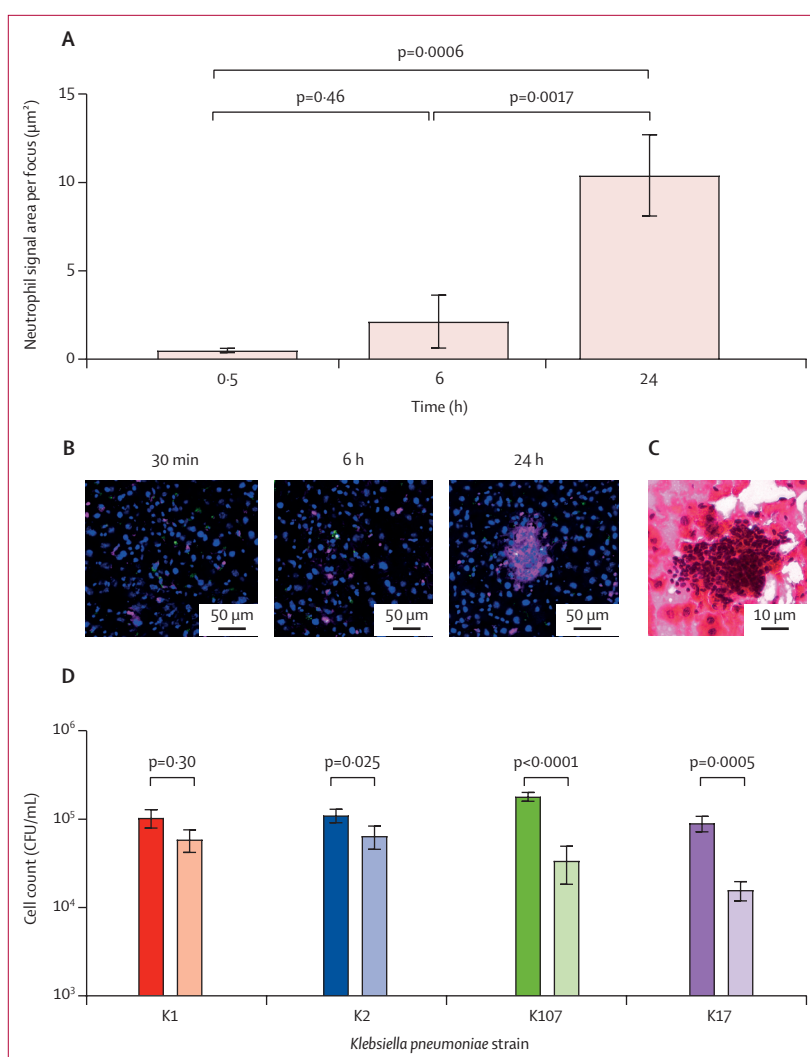 A
p=0·0006
p=0·46
p=0·0017
Neutrophil signal area per focus (µm²)
15
10
5
0
0·5
6
24
Time (h)
B
30 min
6 h
24 h
C
50 µm
50 µm
50 µm
10 µm
D
Cell count (CFU/mL)
10⁶
10⁵
10⁴
10³
p=0·30
p=0·025
p<0·0001
p=0·0005
K1
K2
K107
K17
Klebsiella pneumoniae strain